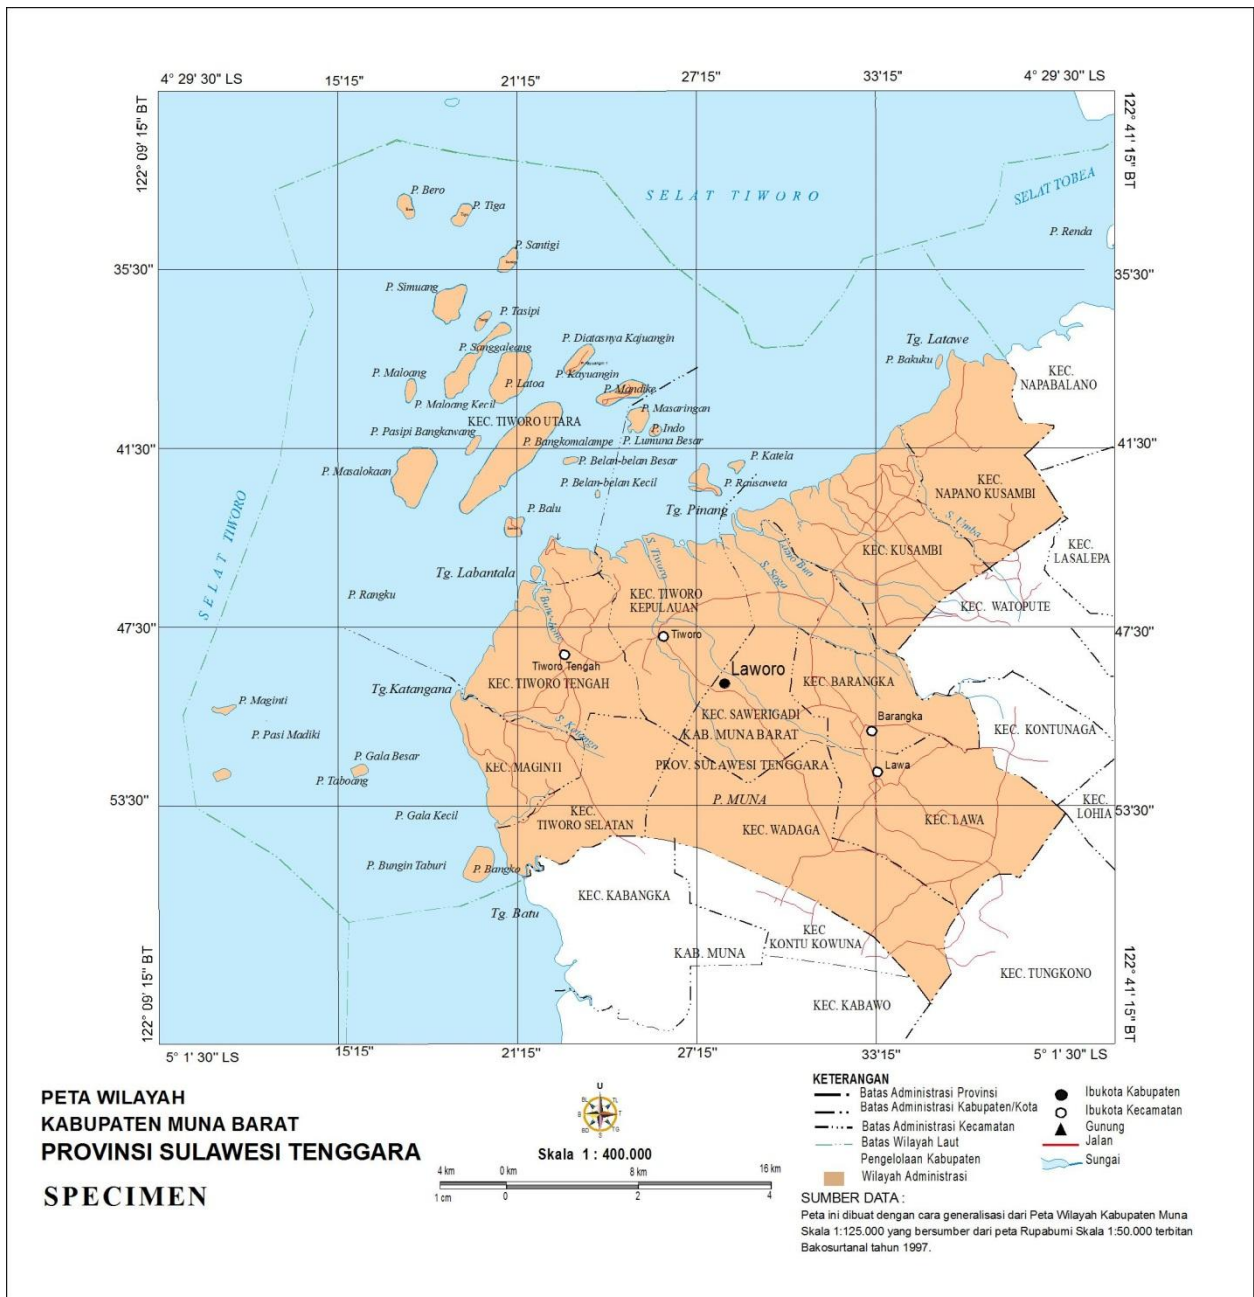 4° 29' 30" LS
15'15"
21'15"
27'15"
33'15"
4° 29' 30" LS
122° 09' 15" BT
122° 41' 15" BT
SELAT TIWORO
SELAT TOBEA
P. Bero
P. Tiga
P. Renda
P. Santigi
35'30"
35'30"
P. Simuang
P. Tasipi
P. Diatasnya Kajuangin
Tg. Latawe
P. Sanggaleang
P. Bakuku
P. Maloang
P. Kayuangin
KEC.
NAPABALANO
P. Latoa
P. Mandike
P. Maloang Kecil
P. Masaringan
KEC. TIWORO UTARA
P. Indo
P. Pasipi Bangkawang
P. Bangkomalampe
P. Lumuna Besar
41'30"
41'30"
P. Masalokaan
P. Belan-belan Besar
P. Katela
P. Belan-belan Kecil
P. Rausaweta
KEC.
NAPANO KUSAMBI
P. Balu
Tg. Pinang
S. Umba
SELAT TIWORO
S. Tiworo
KEC. KUSAMBI
KEC.
LASALEPA
S. Soga
Tg. Labantala
P. Rangku
KEC. TIWORO
KEPULAUAN
KEC. WATOPUTE
47'30"
47'30"
Tiworo
Tiworo Tengah
Laworo
KEC. TIWORO TENGAH
KEC. BARANGKA
Tg.Katangana
P. Maginti
KEC. SAWERIGADI
Barangka
KEC. KONTUNAGA
P. Pasi Madiki
KAB. MUNA BARAT
P. Gala Besar
KEC. MAGINTI
PROV. SULAWESI TENGGARA
Lawa
P. Taboang
P. MUNA
53'30"
53'30"
KEC.
LOHIA
P. Gala Kecil
KEC.
TIWORO SELATAN
KEC. WADAGA
KEC. LAWA
P. Bungin Taburi
P. Bangko
KEC. KABANGKA
Tg. Batu
KEC
KONTU KOWUNA
KAB. MUNA
KEC. TUNGKONO
KEC. KABAWO
122° 09' 15" BT
122° 41' 15" BT
5° 1' 30" LS
15'15"
21'15"
27'15"
33'15"
5° 1' 30" LS
PETA WILAYAH
KABUPATEN MUNA BARAT
PROVINSI SULAWESI TENGGARA
SPECIMEN
U
TL
T
TG
S
BD
B
BL
Skala 1 : 400.000
4 km 0 km 8 km 16 km
1 cm 0 2 4
KETERANGAN
Batas Administrasi Provinsi
Batas Administrasi Kabupaten/Kota
Batas Administrasi Kecamatan
Batas Wilayah Laut
Pengelolaan Kabupaten
Wilayah Administrasi
Ibukota Kabupaten
Ibukota Kecamatan
Gunung
Jalan
Sungai
SUMBER DATA :
Peta ini dibuat dengan cara generalisasi dari Peta Wilayah Kabupaten Muna
Skala 1:125.000 yang bersumber dari peta Rupabumi Skala 1:50.000 terbitan
Bakosurtanal tahun 1997.